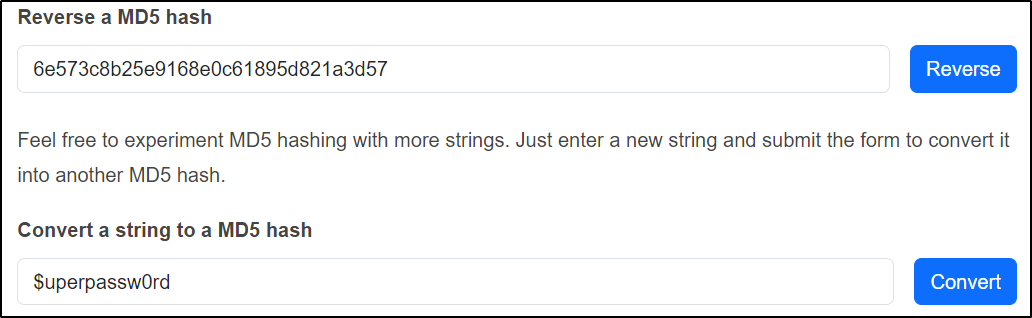 Reverse a MD5 hash
6e573c8b25e9168e0c61895d821a3d57 Reverse
Feel free to experiment MD5 hashing with more strings. Just enter a new string and submit the form to convert it
into another MD5 hash.
Convert a string to a MD5 hash
$uperpassw0rd Convert